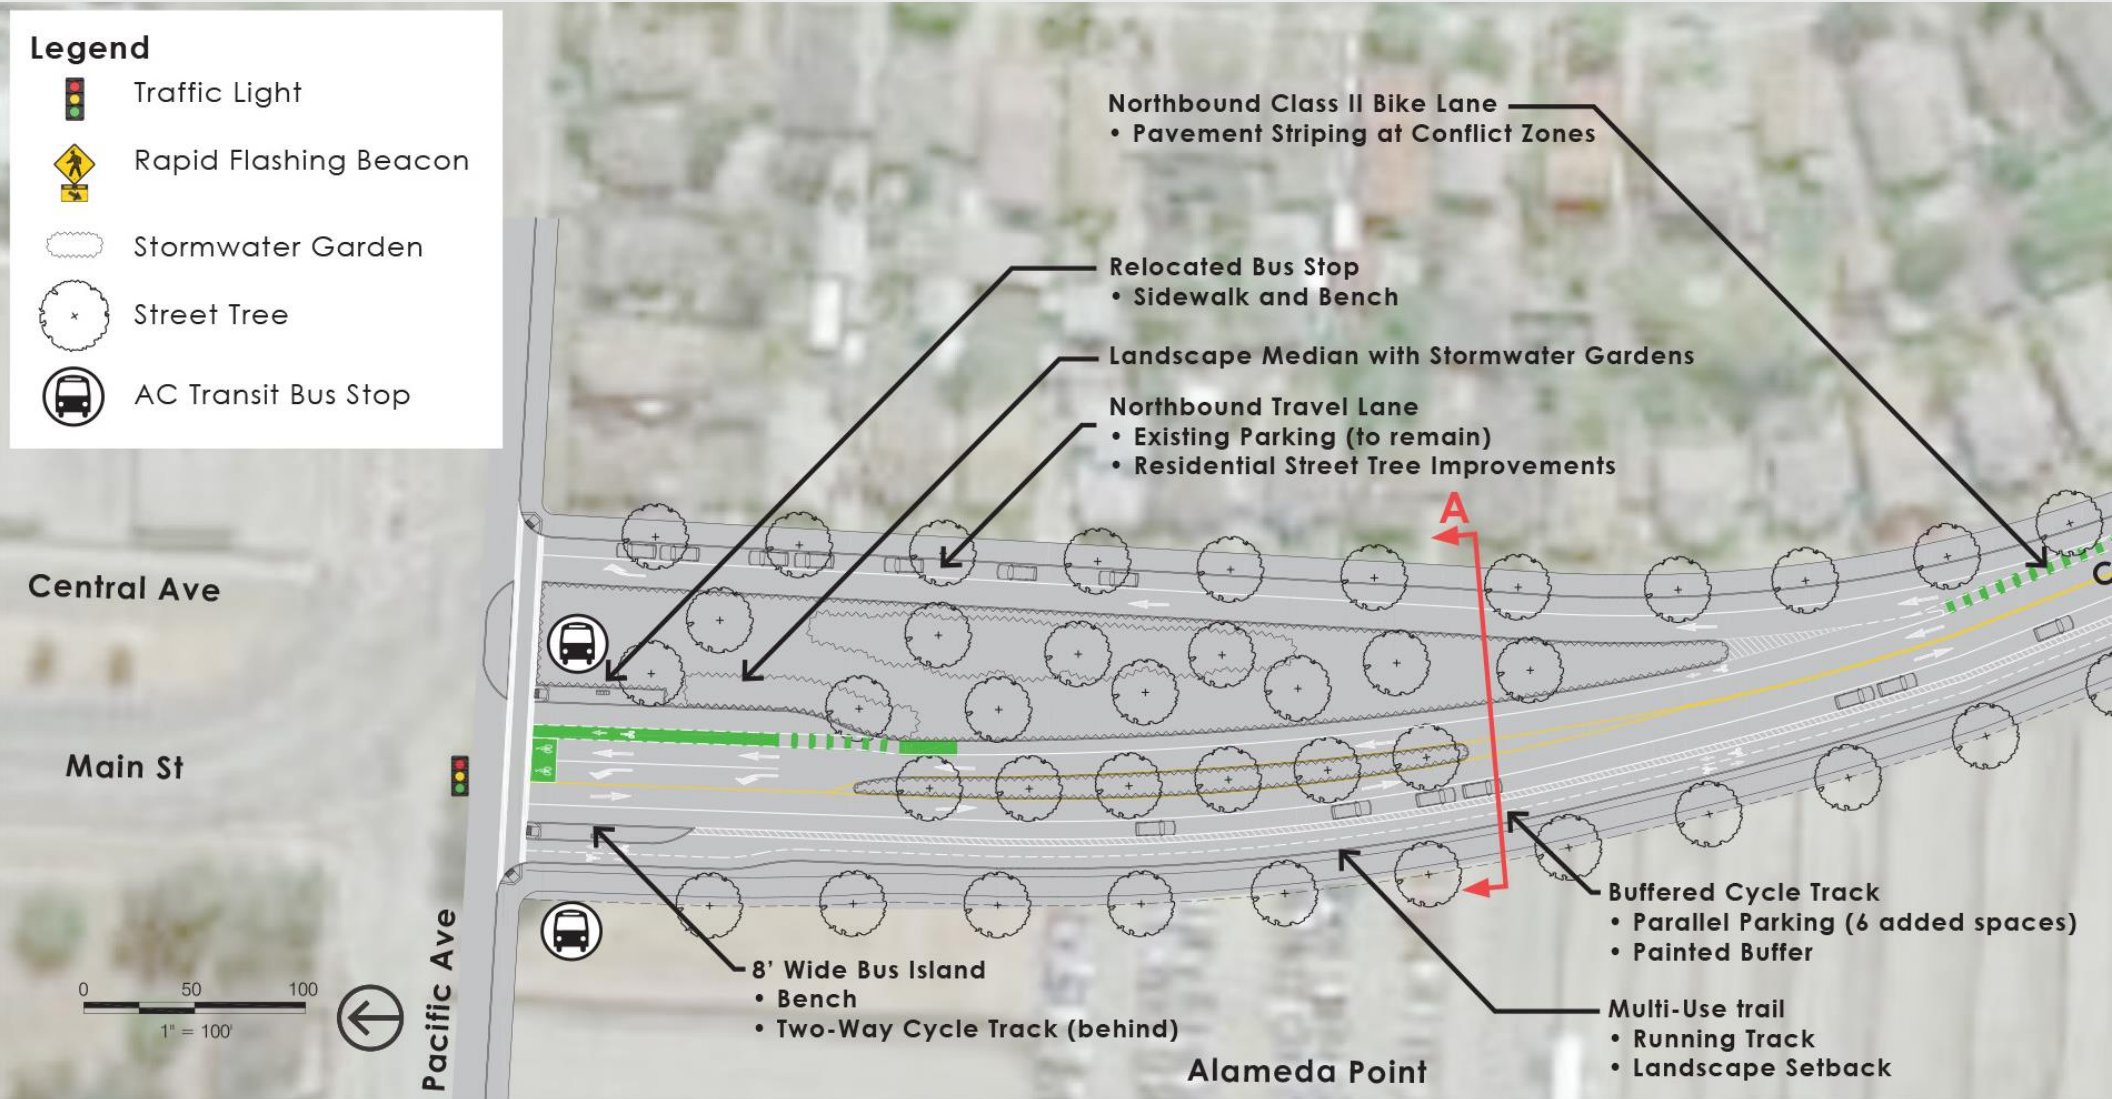 Legend
Traffic Light
Rapid Flashing Beacon
Stormwater Garden
Street Tree
AC Transit Bus Stop
Northbound Class II Bike Lane
• Pavement Striping at Conflict Zones
Relocated Bus Stop
• Sidewalk and Bench
Landscape Median with Stormwater Gardens
Northbound Travel Lane
• Existing Parking (to remain)
• Residential Street Tree Improvements
A
C
Central Ave
Main St
Pacific Ave
0 50 100
1" = 100'
8' Wide Bus Island
• Bench
• Two-Way Cycle Track (behind)
Buffered Cycle Track
• Parallel Parking (6 added spaces)
• Painted Buffer
Multi-Use trail
• Running Track
• Landscape Setback
Alameda Point